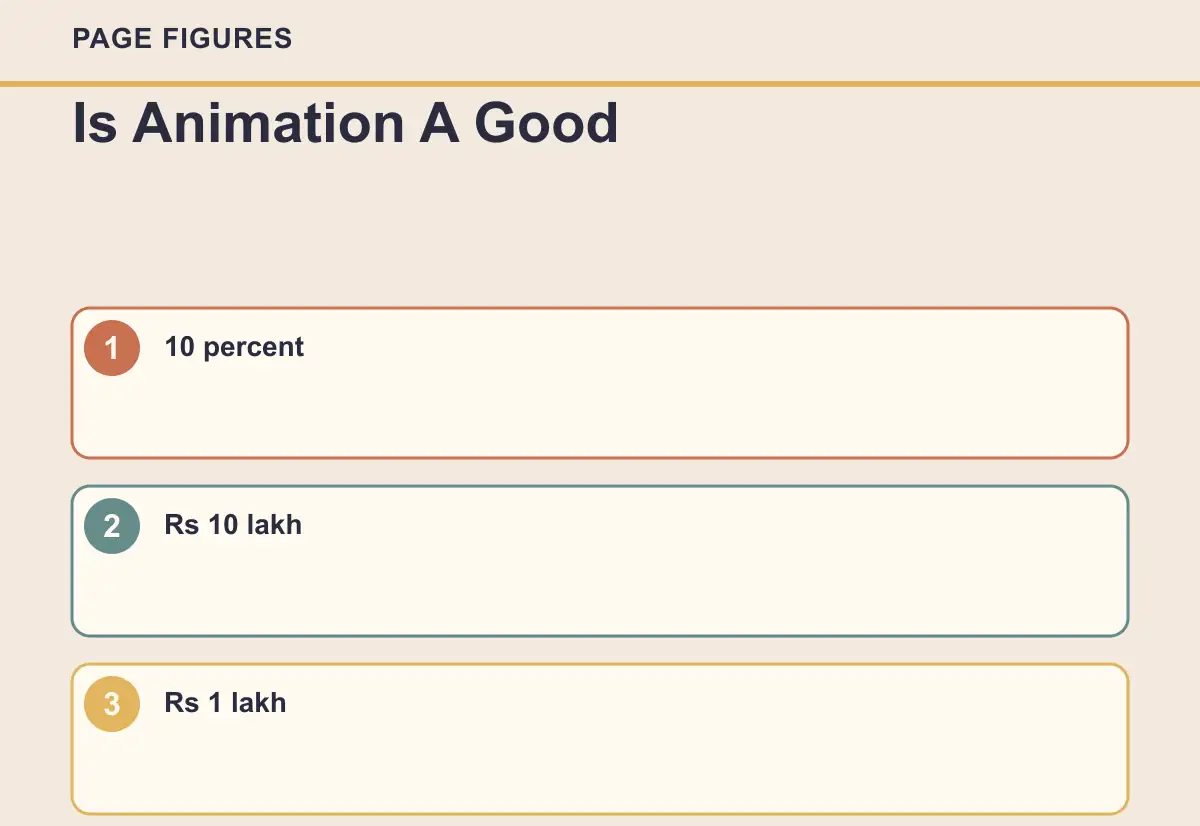 PAGE FIGURES
Is Animation A Good
1
10 percent
2
Rs 10 lakh
3
Rs 1 lakh